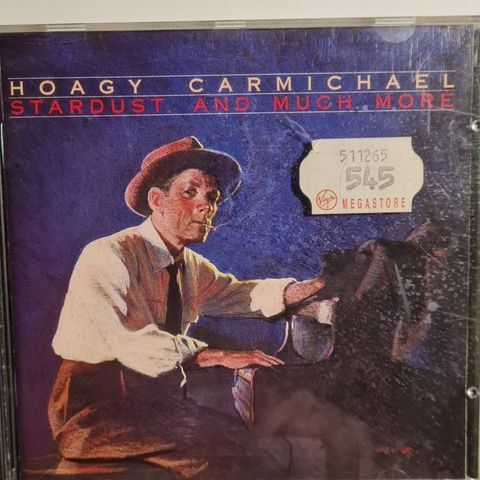 HOAGY CARMICHAEL
STARDUST, AND MUCH MORE
511265
545
Virgin MEGASTORE